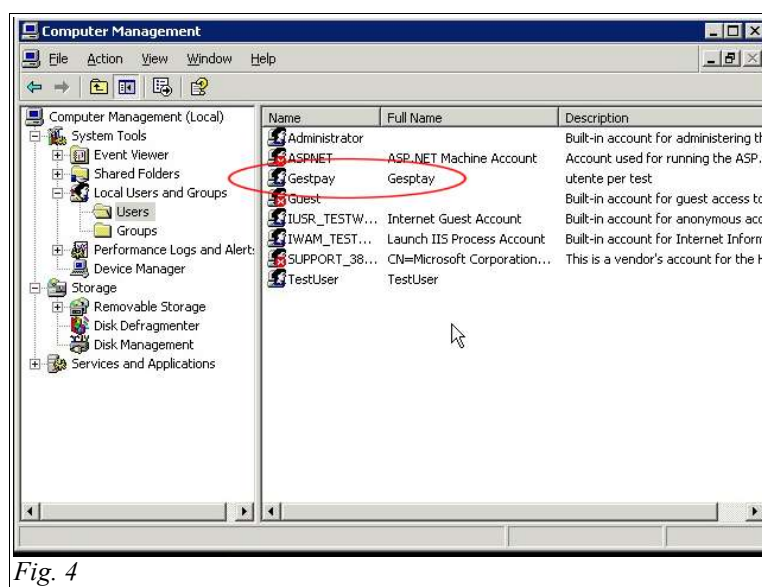 Computer Management
File Action View Window Help
Computer Management (Local)
System Tools
Event Viewer
Shared Folders
Local Users and Groups
Users
Groups
Performance Logs and Alert
Device Manager
Storage
Removable Storage
Disk Defragmenter
Disk Management
Services and Applications
Name Full Name Description
Administrator Built-in account for administering th
ASPNET ASP.NET Machine Account Account used for running the ASP.
Gestpay Gesptay utente per test
Guest Built-in account for guest access to
IUSR_TESTW... Internet Guest Account Built-in account for anonymous acc
IWAM_TEST... Launch IIS Process Account Built-in account for Internet Inform
SUPPORT_38... CN=Microsoft Corporation... This is a vendor's account for the H
TestUser TestUser
Fig. 4